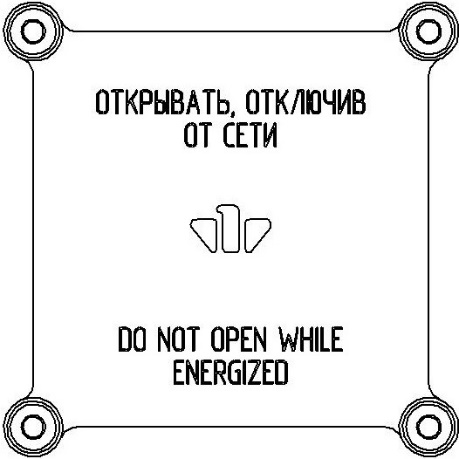 ОТКРЫВАТЬ, ОТКЛЮЧИВ
ОТ СЕТИ
DO NOT OPEN WHILE
ENERGIZED